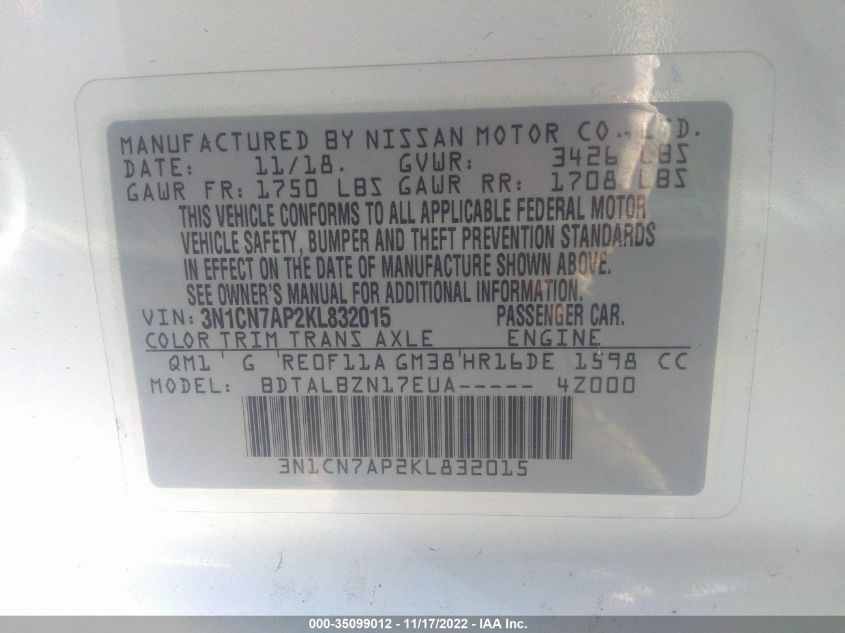 MANUFACTURED BY NISSAN MOTOR CO., LTD.
DATE: 11/18. GVWR: 3426 LBS
GAWR FR: 1750 LBS GAWR RR: 1708 LBS
THIS VEHICLE CONFORMS TO ALL APPLICABLE FEDERAL MOTOR
VEHICLE SAFETY, BUMPER AND THEFT PREVENTION STANDARDS
IN EFFECT ON THE DATE OF MANUFACTURE SHOWN ABOVE.
SEE OWNER'S MANUAL FOR ADDITIONAL INFORMATION.
VIN: 3N1CN7AP2KL832015 PASSENGER CAR.
COLOR TRIM TRANS AXLE ENGINE
QM1 G RE0F11A GM38 HR16DE 1598 CC
MODEL: BDTALBZN17EUA----- 4Z000
3N1CN7AP2KL832015
000-35099012 - 11/17/2022 - IAA Inc.